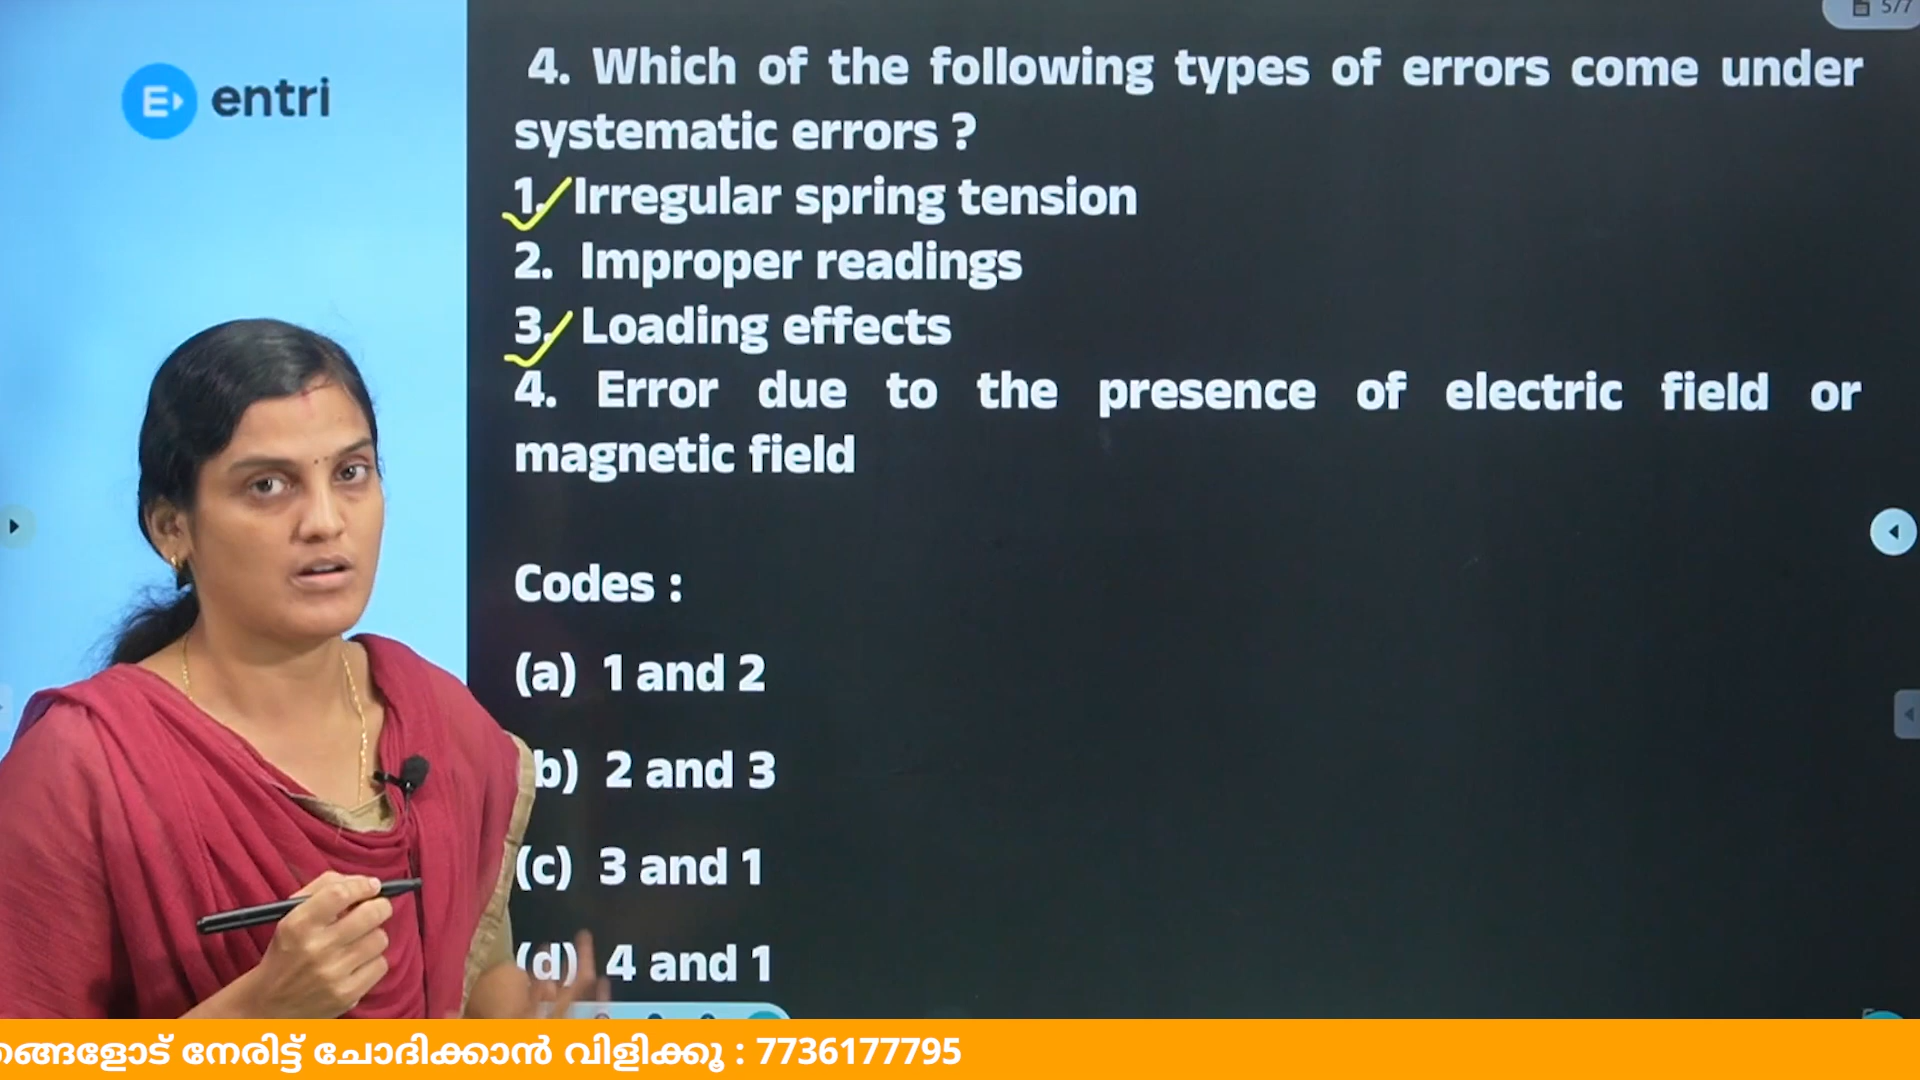 entri
577
4. Which of the following types of errors come under
systematic errors ?
1. Irregular spring tension
2. Improper readings
3. Loading effects
4. Error due to the presence of electric field or
magnetic field
Codes :
(a) 1 and 2
b) 2 and 3
(c) 3 and 1
(d) 4 and 1
ങ്ങളോട് നേരിട്ട് ചോദിക്കാൻ വിളിക്കൂ : 7736177795